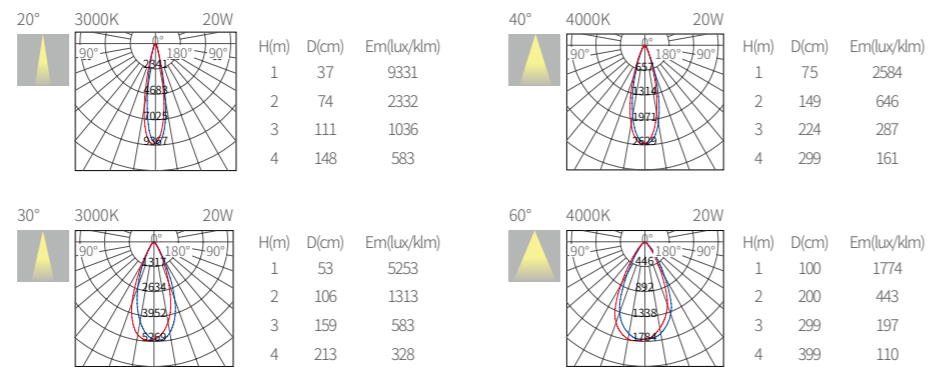 20° 3000K 20W
0°
90° 180° 90°
2341
4683
7025
9367
H(m) D(cm) Em(lux/klm)
1 37 9331
2 74 2332
3 111 1036
4 148 583
40° 4000K 20W
0°
90° 180° 90°
657
1314
1971
2629
H(m) D(cm) Em(lux/klm)
1 75 2584
2 149 646
3 224 287
4 299 161
30° 3000K 20W
0°
90° 180° 90°
1317
2634
3952
5269
H(m) D(cm) Em(lux/klm)
1 53 5253
2 106 1313
3 159 583
4 213 328
60° 4000K 20W
0°
90° 180° 90°
446
892
1338
1784
H(m) D(cm) Em(lux/klm)
1 100 1774
2 200 443
3 299 197
4 399 110